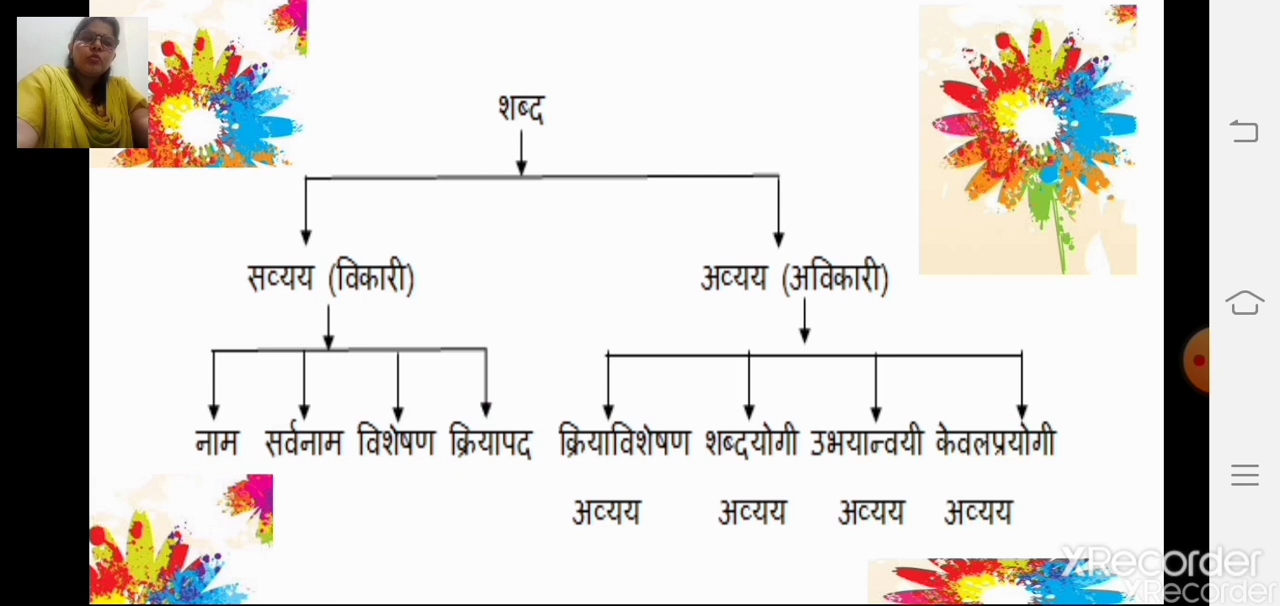 शब्द
सव्यय (विकारी) अव्यय (अविकारी)
नाम सर्वनाम विशेषण क्रियापद क्रियाविशेषण शब्दयोगी उभयान्वयी केवलप्रयोगी
अव्यय अव्यय अव्यय अव्यय
XRecorder
XRecorder